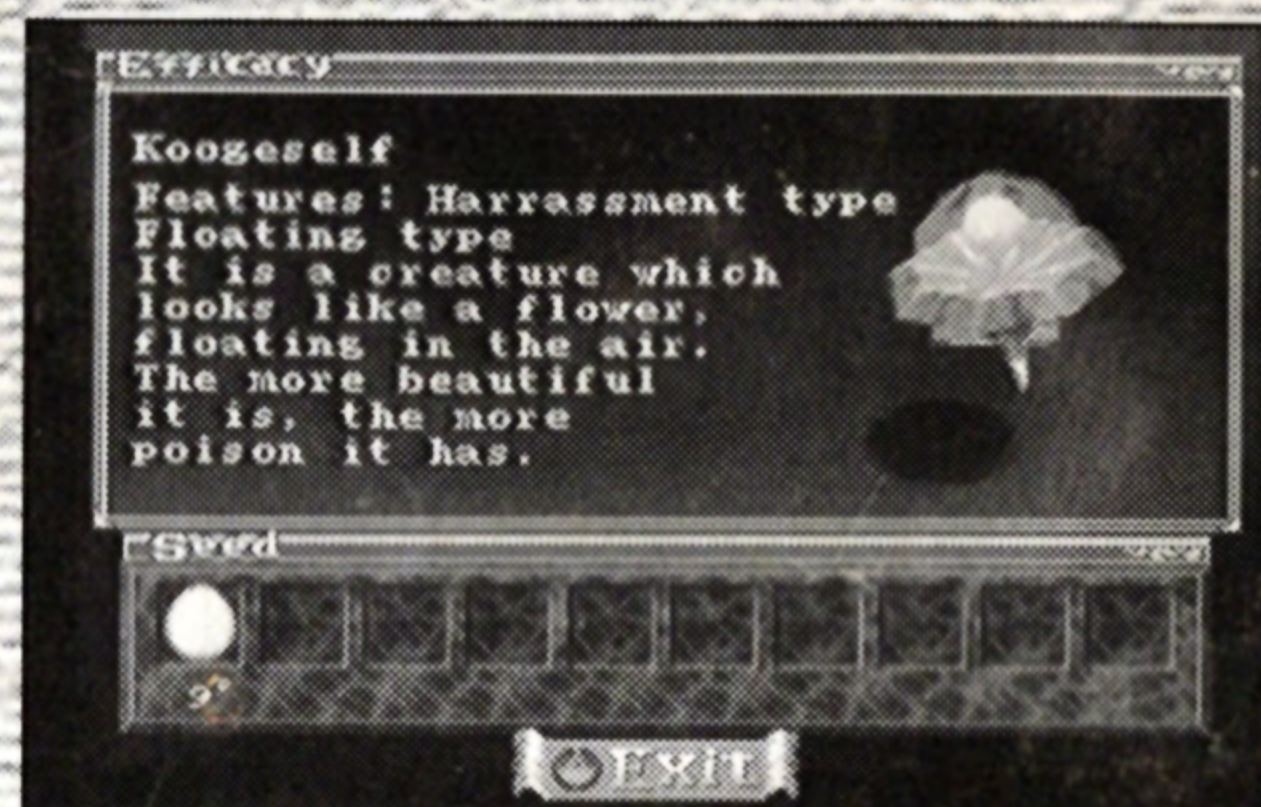 Efficacy
Koogeself
Features: Harrassment type
Floating type
It is a creature which
looks like a flower,
floating in the air.
The more beautiful
it is, the more
poison it has.
Seed
EXIT